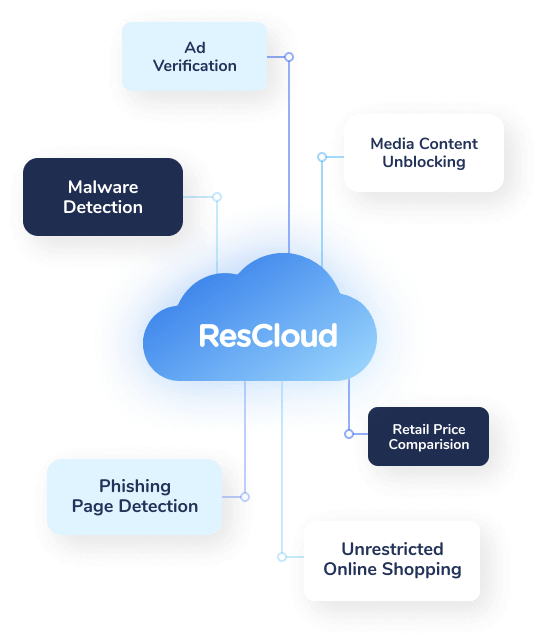 Ad
Verification
Media Content
Unblocking
Malware
Detection
ResCloud
Retail Price
Comparision
Phishing
Page Detection
Unrestricted
Online Shopping